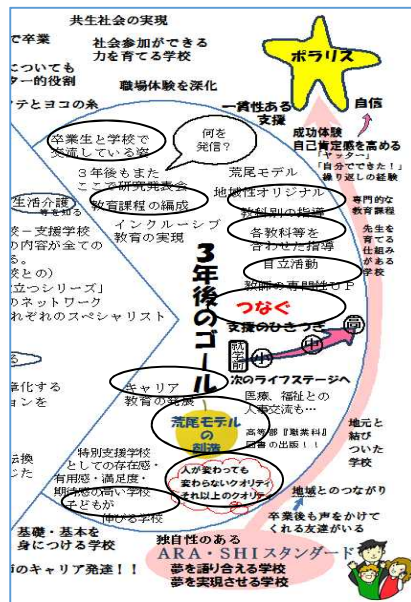 共生社会の実現
で卒業
社会参加ができる
力を育てる学校
についても
ター的役割
職場体験を深化
テとヨコの糸
ポラリス
一貫性ある
支援
自信
成功体験
自己肯定感を高める
「ヤッター」
「自分でできた!」
繰り返しの経験
何を
発信?
卒業生と学校で
交流している姿
3年後もまた
ここで研究発表会
教育課程の編成
インクルーシブ
教育の実現
荒尾モデル
地域性オリジナル
教科別の指導
各教科等を
合わせた指導
自立活動
教師の専門性UP
つなぐ
支援のひきつぎ
専門的な
教育課程
先生を
育てる
仕組み
がある
学校
生活介護
等を知る
校-支援学校
の内容が全ての
る。
校との)
役立つシリーズ」
のネットワーク
れぞれのスペシャリスト
3年後のゴール
就学前
小
中
高
次のライフステージへ
医療、福祉との
人事交流も…
高等部『職業科』
図書の出版!!
キャリア
教育の発展
荒尾モデル
の
創造
ションを
特別支援学校
としての存在感・
有用感・満足度・
期待感の高い学校
子どもが
伸びる学校
人が変わっても
変わらないクオリティ
それ以上のクオリティ
地元と
結び
ついた
学校
地域とのつながり
卒業後も声をかけて
くれる友達がいる
基礎・基本を
身につける学校
のキャリア発達!!
独自性のある
ARA・SHIスタンダード
夢を語り合える学校
夢を実現させる学校